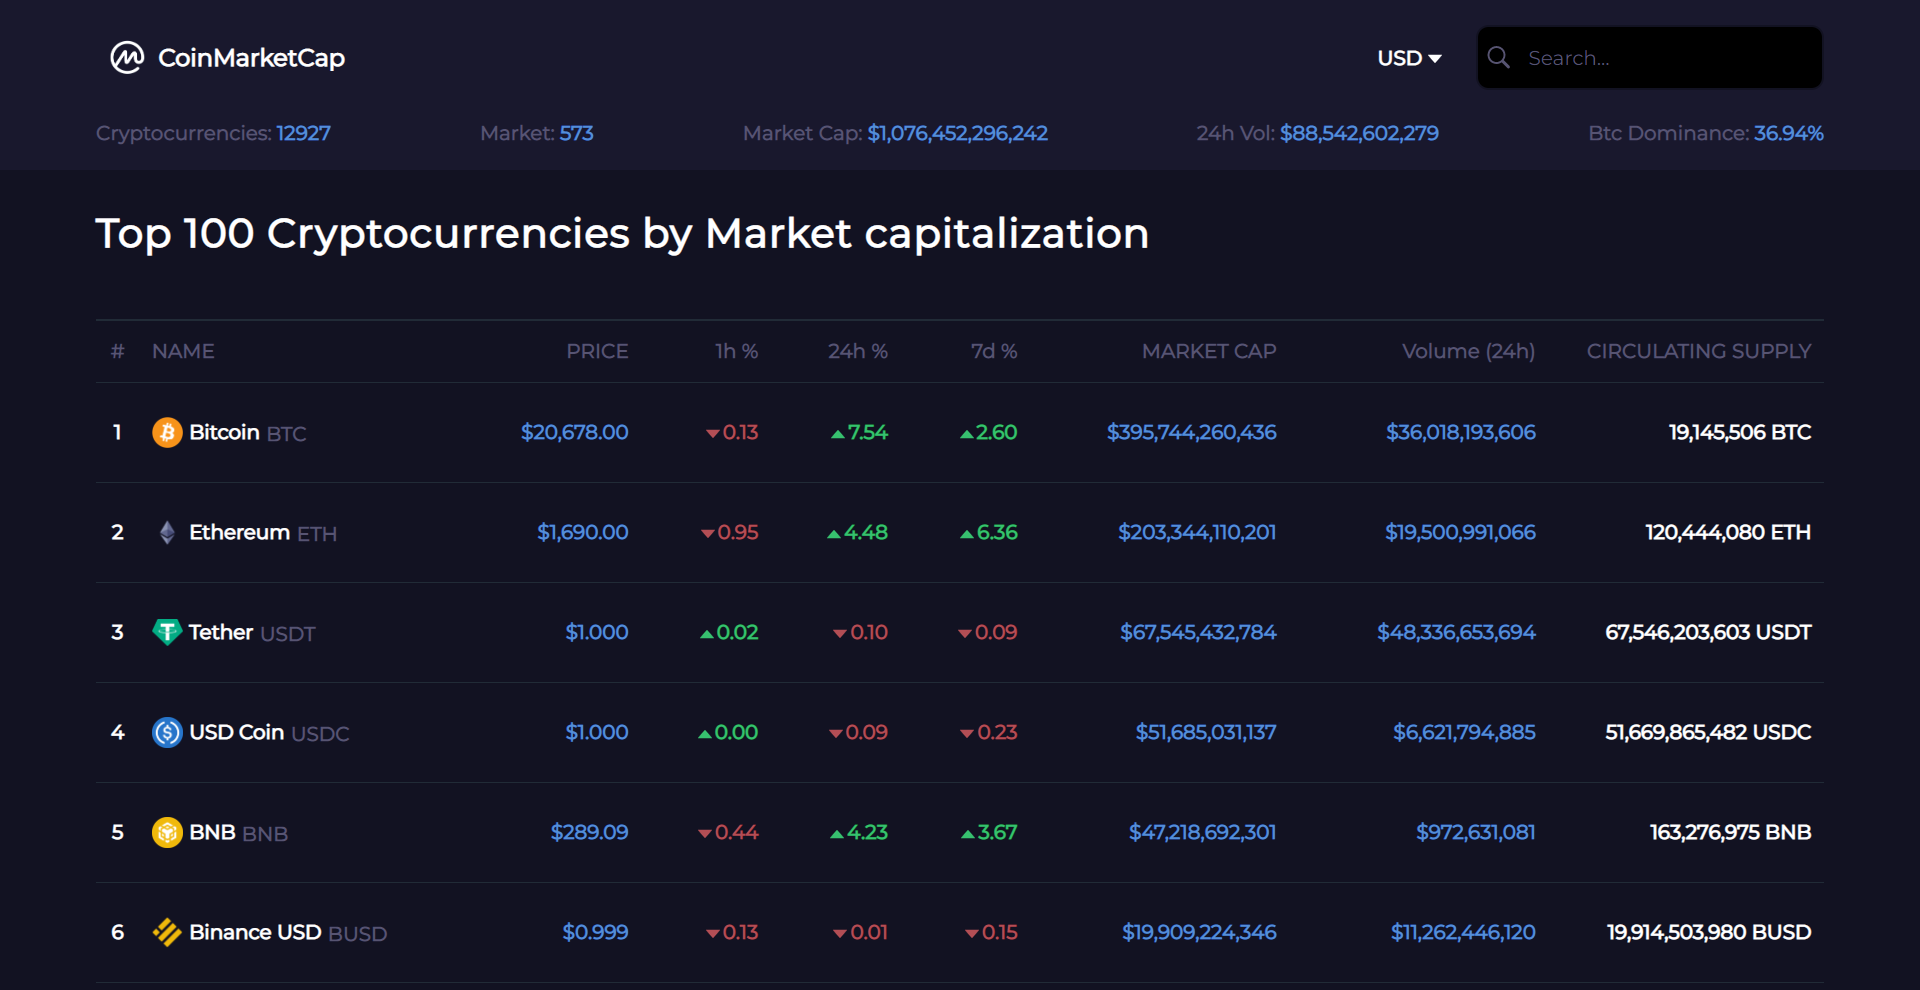 CoinMarketCap USD Search...
Cryptocurrencies: 12927 Market: 573 Market Cap: $1,076,452,296,242 24h Vol: $88,542,602,279 Btc Dominance: 36.94%
Top 100 Cryptocurrencies by Market capitalization
# NAME PRICE 1h % 24h % 7d % MARKET CAP Volume (24h) CIRCULATING SUPPLY
1 Bitcoin BTC $20,678.00 0.13 7.54 2.60 $395,744,260,436 $36,018,193,606 19,145,506 BTC
2 Ethereum ETH $1,690.00 0.95 4.48 6.36 $203,344,110,201 $19,500,991,066 120,444,080 ETH
3 Tether USDT $1.000 0.02 0.10 0.09 $67,545,432,784 $48,336,653,694 67,546,203,603 USDT
4 USD Coin USDC $1.000 0.00 0.09 0.23 $51,685,031,137 $6,621,794,885 51,669,865,482 USDC
5 BNB BNB $289.09 0.44 4.23 3.67 $47,218,692,301 $972,631,081 163,276,975 BNB
6 Binance USD BUSD $0.999 0.13 0.01 0.15 $19,909,224,346 $11,262,446,120 19,914,503,980 BUSD